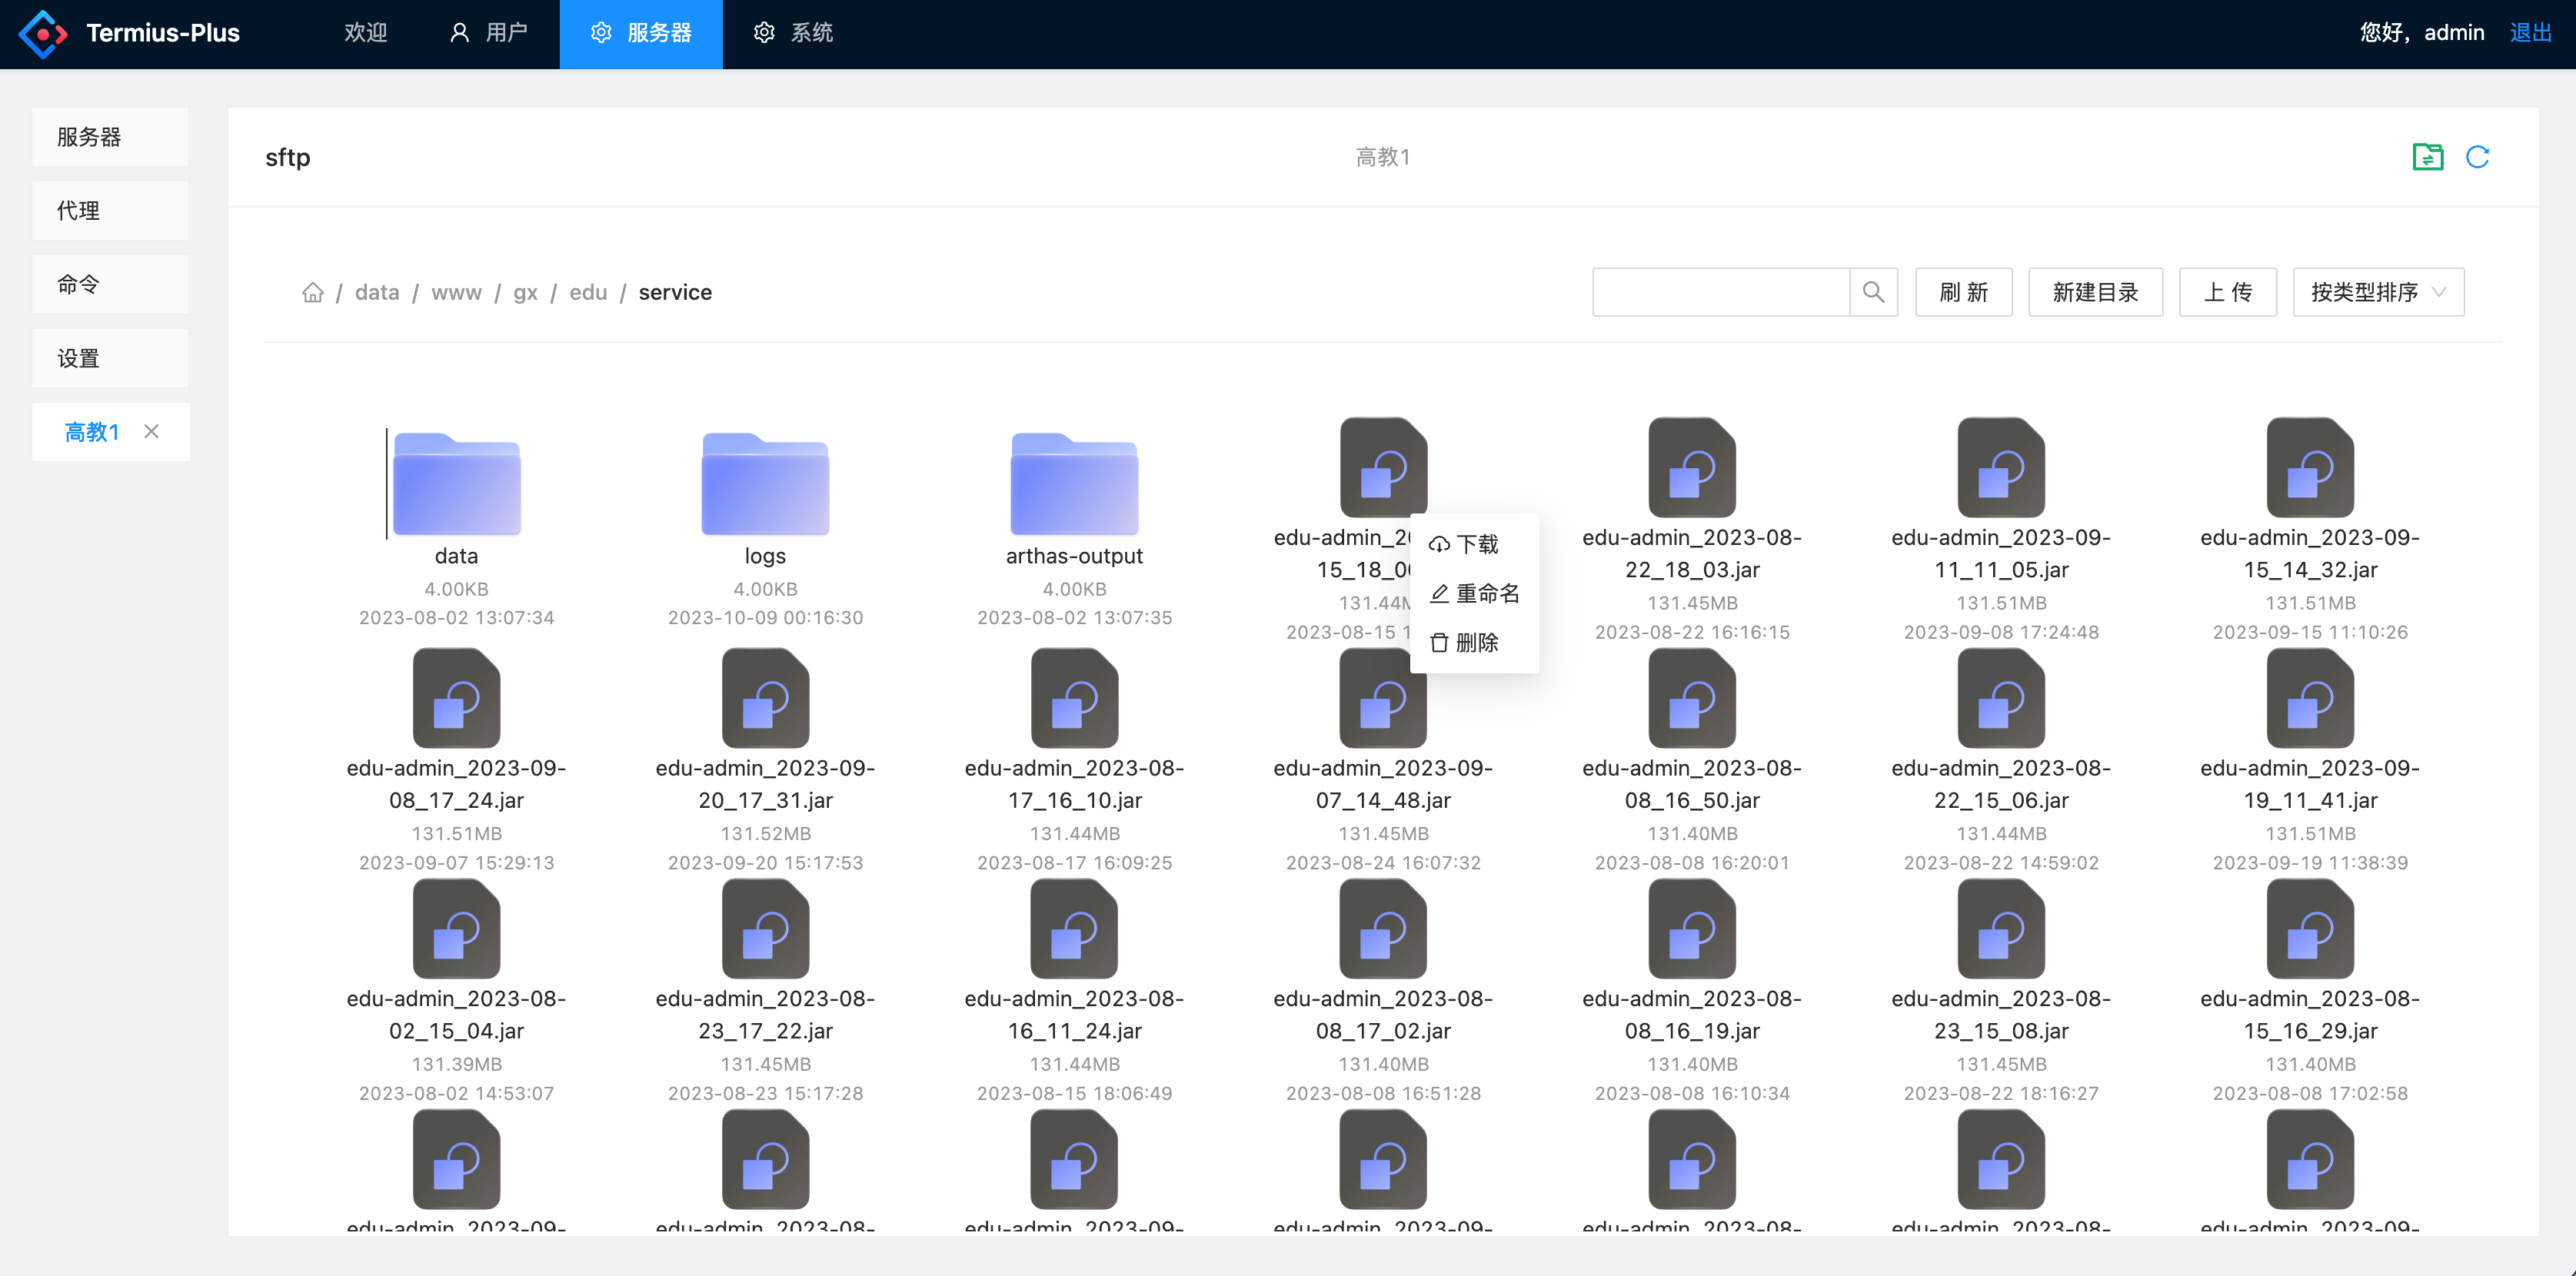 Termius-Plus 欢迎 用户 服务器 系统 您好，admin 退出
服务器
代理
命令
设置
高教1
sftp 高教1
/ data / www / gx / edu / service 刷 新 新建目录 上 传 按类型排序
data
4.00KB
2023-08-02 13:07:34
logs
4.00KB
2023-10-09 00:16:30
arthas-output
4.00KB
2023-08-02 13:07:35
edu-admin_2
15_18_0
131.44M
2023-08-15 1
下载
重命名
删除
edu-admin_2023-08-
22_18_03.jar
131.45MB
2023-08-22 16:16:15
edu-admin_2023-09-
11_11_05.jar
131.51MB
2023-09-08 17:24:48
edu-admin_2023-09-
15_14_32.jar
131.51MB
2023-09-15 11:10:26
edu-admin_2023-09-
08_17_24.jar
131.51MB
2023-09-07 15:29:13
edu-admin_2023-09-
20_17_31.jar
131.52MB
2023-09-20 15:17:53
edu-admin_2023-08-
17_16_10.jar
131.44MB
2023-08-17 16:09:25
edu-admin_2023-09-
07_14_48.jar
131.45MB
2023-08-24 16:07:32
edu-admin_2023-08-
08_16_50.jar
131.40MB
2023-08-08 16:20:01
edu-admin_2023-08-
22_15_06.jar
131.44MB
2023-08-22 14:59:02
edu-admin_2023-09-
19_11_41.jar
131.51MB
2023-09-19 11:38:39
edu-admin_2023-08-
02_15_04.jar
131.39MB
2023-08-02 14:53:07
edu-admin_2023-08-
23_17_22.jar
131.45MB
2023-08-23 15:17:28
edu-admin_2023-08-
16_11_24.jar
131.44MB
2023-08-15 18:06:49
edu-admin_2023-08-
08_17_02.jar
131.40MB
2023-08-08 16:51:28
edu-admin_2023-08-
08_16_19.jar
131.40MB
2023-08-08 16:10:34
edu-admin_2023-08-
23_15_08.jar
131.45MB
2023-08-22 18:16:27
edu-admin_2023-08-
15_16_29.jar
131.40MB
2023-08-08 17:02:58
edu-admin_2023-09-
edu-admin_2023-08-
edu-admin_2023-09-
edu-admin_2023-09-
edu-admin_2023-08-
edu-admin_2023-08-
edu-admin_2023-09-